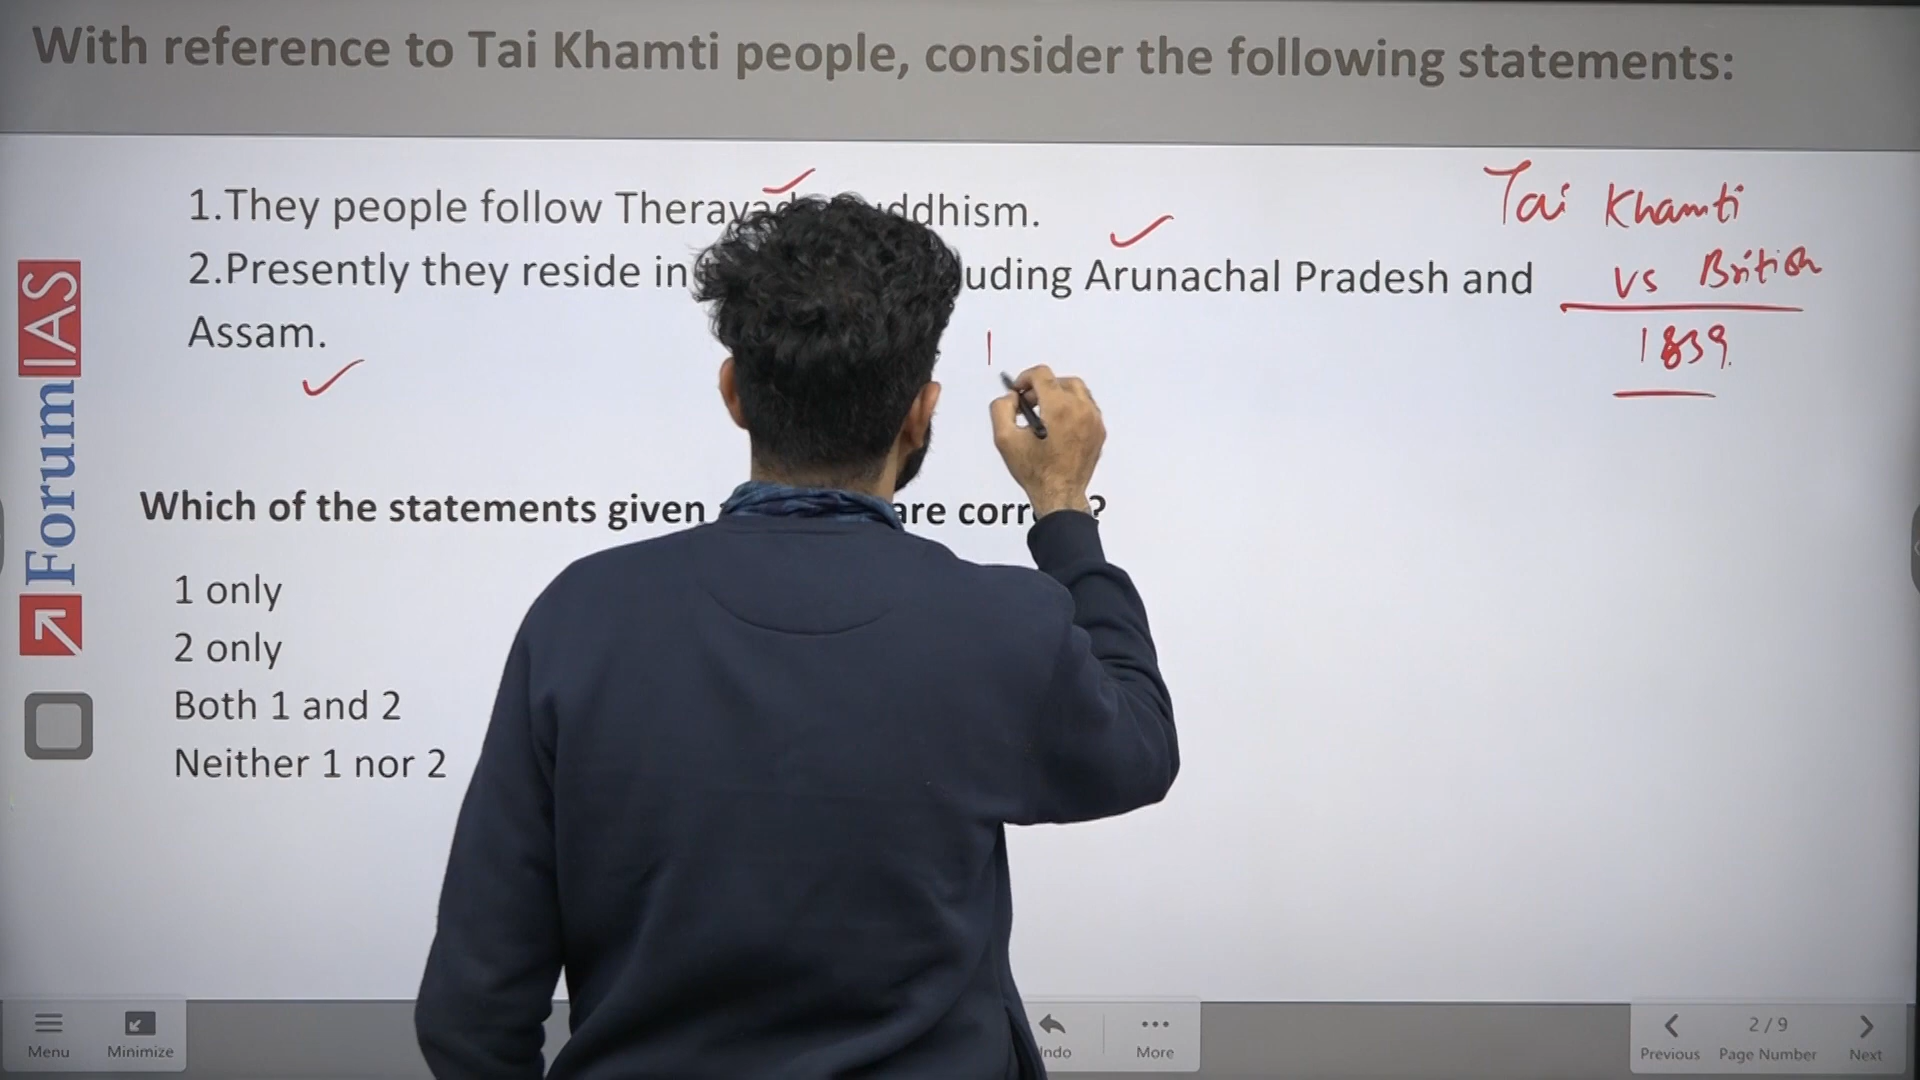 With reference to Tai Khamti people, consider the following statements:
1.They people follow ddhism.
2.Presently they reside in uding Arunachal Pradesh and
Assam.
Tai Khamti
vs British
1839.
Which of the statements given are corr ?
1 only
2 only
Both 1 and 2
Neither 1 nor 2
ForumIAS
Menu
Minimize
ndo
More
2 / 9
Previous
Page Number
Next